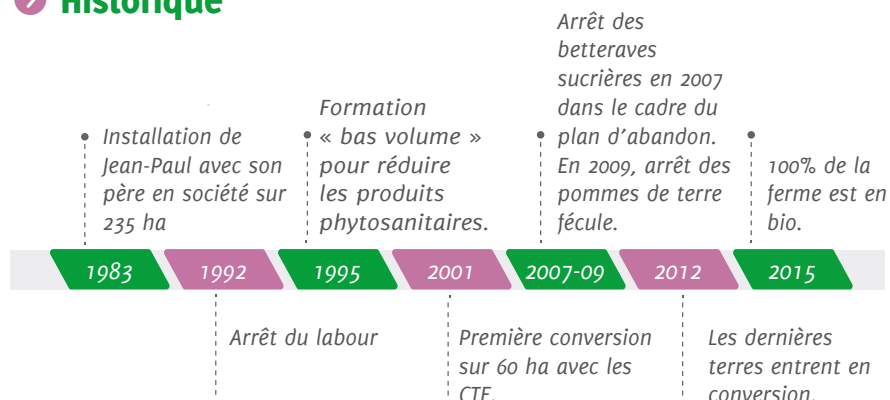 Historique
Arrêt des
betteraves
sucrières en 2007
dans le cadre du
plan d'abandon.
En 2009, arrêt des
pommes de terre
fécule.
Formation
« bas volume »
pour réduire
les produits
phytosanitaires.
Installation de
Jean-Paul avec son
père en société sur
235 ha
100% de la
ferme est en
bio.
1983
1992
1995
2001
2007-09
2012
2015
Arrêt du labour
Première conversion
sur 60 ha avec les
CTE.
Les dernières
terres entrent en
conversion.